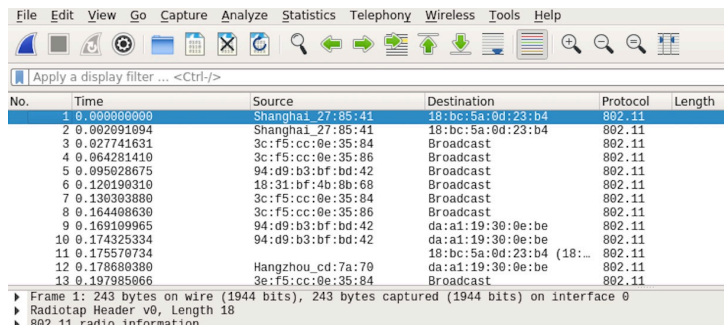 File Edit View Go Capture Analyze Statistics Telephony Wireless Tools Help
Apply a display filter ... <Ctrl-/>
No. Time Source Destination Protocol Length
1 0.000000000 Shanghai_27:85:41 18:bc:5a:0d:23:b4 802.11
2 0.002091094 Shanghai_27:85:41 18:bc:5a:0d:23:b4 802.11
3 0.027741631 3c:f5:cc:0e:35:84 Broadcast 802.11
4 0.064281410 3c:f5:cc:0e:35:86 Broadcast 802.11
5 0.095028675 94:d9:b3:bf:bd:42 Broadcast 802.11
6 0.120190310 18:31:bf:4b:8b:68 Broadcast 802.11
7 0.130303880 3c:f5:cc:0e:35:84 Broadcast 802.11
8 0.164408630 3c:f5:cc:0e:35:86 Broadcast 802.11
9 0.169109965 94:d9:b3:bf:bd:42 da:a1:19:30:0e:be 802.11
10 0.174325334 94:d9:b3:bf:bd:42 da:a1:19:30:0e:be 802.11
11 0.175570734 18:bc:5a:0d:23:b4 (18:… 802.11
12 0.178680380 Hangzhou_cd:7a:70 da:a1:19:30:0e:be 802.11
13 0.197985066 3e:f5:cc:0e:35:84 Broadcast 802.11
Frame 1: 243 bytes on wire (1944 bits), 243 bytes captured (1944 bits) on interface 0
Radiotap Header v0, Length 18
802.11 radio information